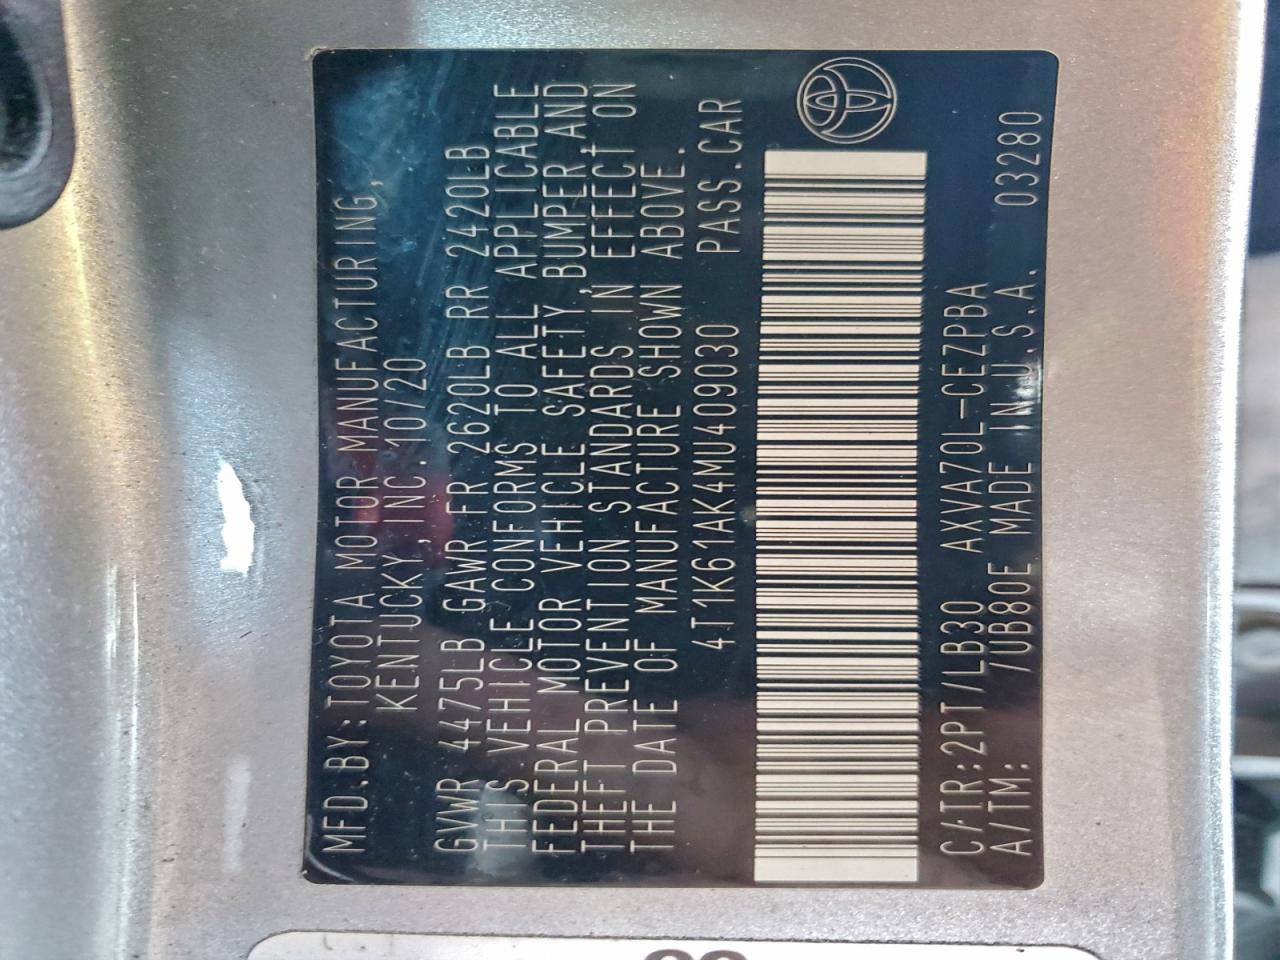 MFD.BY:TOYOTA MOTOR MANUFACTURING,
KENTUCKY,INC.10/20
GVWR 4475LB GAWR FR 2620LB RR 2420LB
THIS VEHICLE CONFORMS TO ALL APPLICABLE
FEDERAL MOTOR VEHICLE SAFETY,BUMPER,AND
THEFT PREVENTION STANDARDS IN EFFECT ON
THE DATE OF MANUFACTURE SHOWN ABOVE.
4T1K61AK4MU409030 PASS.CAR
C/TR:2PT/LB30 AXVA70L-CEZPBA
A/TM: /UB80E MADE IN U.S.A. 03280